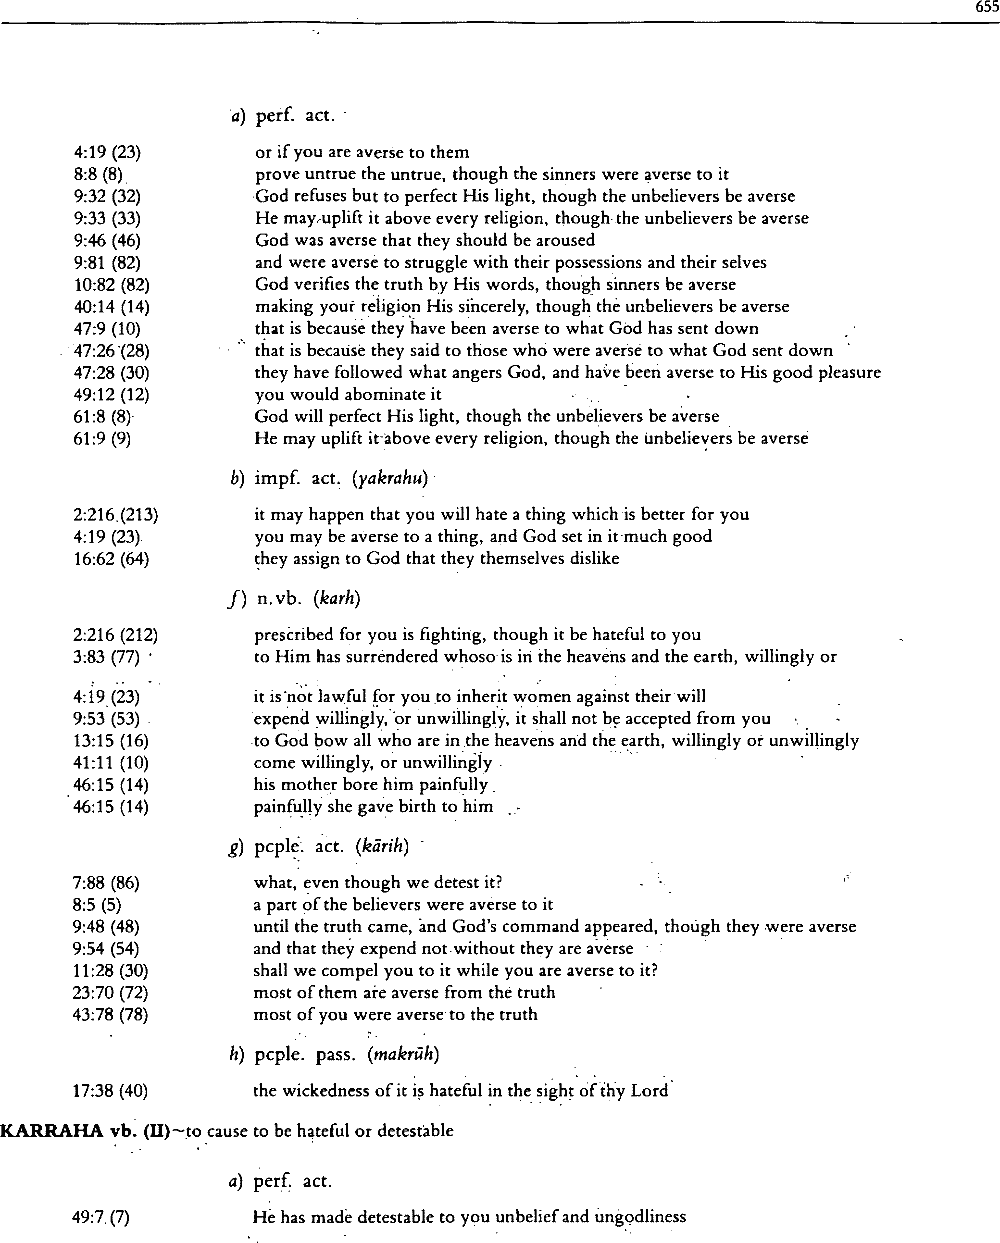 655
a) perf. act.
4:19 (23) or if you are averse to them
8:8 (8) prove untrue the untrue, though the sinners were averse to it
9:32 (32) God refuses but to perfect His light, though the unbelievers be averse
9:33 (33) He may uplift it above every religion, though the unbelievers be averse
9:46 (46) God was averse that they should be aroused
9:81 (82) and were averse to struggle with their possessions and their selves
10:82 (82) God verifies the truth by His words, though sinners be averse
40:14 (14) making your religion His sincerely, though the unbelievers be averse
47:9 (10) that is because they have been averse to what God has sent down
47:26 (28) that is because they said to those who were averse to what God sent down
47:28 (30) they have followed what angers God, and have been averse to His good pleasure
49:12 (12) you would abominate it
61:8 (8) God will perfect His light, though the unbelievers be averse
61:9 (9) He may uplift it above every religion, though the unbelievers be averse
b) impf. act. (yakrahu)
2:216 (213) it may happen that you will hate a thing which is better for you
4:19 (23) you may be averse to a thing, and God set in it much good
16:62 (64) they assign to God that they themselves dislike
f) n.vb. (karh)
2:216 (212) prescribed for you is fighting, though it be hateful to you
3:83 (77) to Him has surrendered whoso is in the heavens and the earth, willingly or
4:19 (23) it is not lawful for you to inherit women against their will
9:53 (53) expend willingly, or unwillingly, it shall not be accepted from you
13:15 (16) to God bow all who are in the heavens and the earth, willingly or unwillingly
41:11 (10) come willingly, or unwillingly
46:15 (14) his mother bore him painfully
46:15 (14) painfully she gave birth to him
g) pcple. act. (kārih)
7:88 (86) what, even though we detest it?
8:5 (5) a part of the believers were averse to it
9:48 (48) until the truth came, and God's command appeared, though they were averse
9:54 (54) and that they expend not without they are averse
11:28 (30) shall we compel you to it while you are averse to it?
23:70 (72) most of them are averse from the truth
43:78 (78) most of you were averse to the truth
h) pcple. pass. (makrūh)
17:38 (40) the wickedness of it is hateful in the sight of thy Lord
KARRAHA vb. (II)~to cause to be hateful or detestable
a) perf. act.
49:7 (7) He has made detestable to you unbelief and ungodliness